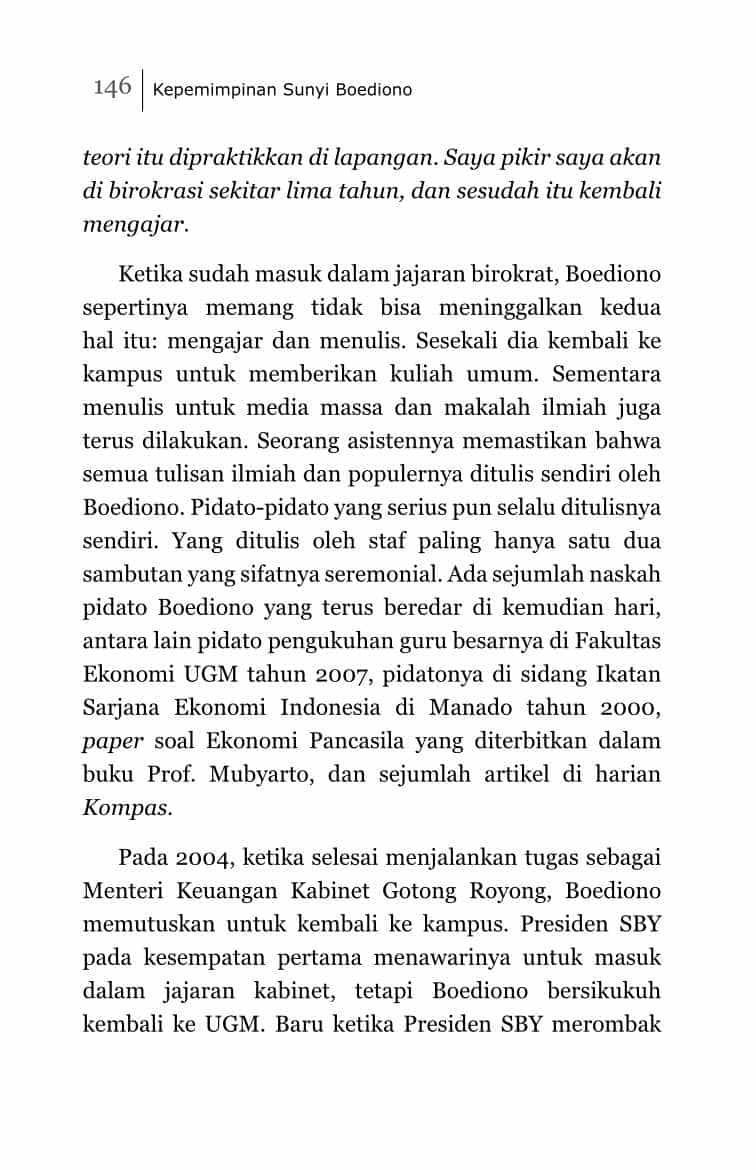 146 Kepemimpinan Sunyi Boediono
teori itu dipraktikkan di lapangan. Saya pikir saya akan
di birokrasi sekitar lima tahun, dan sesudah itu kembali
mengajar.
Ketika sudah masuk dalam jajaran birokrat, Boediono
sepertinya memang tidak bisa meninggalkan kedua
hal itu: mengajar dan menulis. Sesekali dia kembali ke
kampus untuk memberikan kuliah umum. Sementara
menulis untuk media massa dan makalah ilmiah juga
terus dilakukan. Seorang asistennya memastikan bahwa
semua tulisan ilmiah dan populernya ditulis sendiri oleh
Boediono. Pidato-pidato yang serius pun selalu ditulisnya
sendiri. Yang ditulis oleh staf paling hanya satu dua
sambutan yang sifatnya seremonial. Ada sejumlah naskah
pidato Boediono yang terus beredar di kemudian hari,
antara lain pidato pengukuhan guru besarnya di Fakultas
Ekonomi UGM tahun 2007, pidatonya di sidang Ikatan
Sarjana Ekonomi Indonesia di Manado tahun 2000,
paper soal Ekonomi Pancasila yang diterbitkan dalam
buku Prof. Mubyarto, dan sejumlah artikel di harian
Kompas.
Pada 2004, ketika selesai menjalankan tugas sebagai
Menteri Keuangan Kabinet Gotong Royong, Boediono
memutuskan untuk kembali ke kampus. Presiden SBY
pada kesempatan pertama menawarinya untuk masuk
dalam jajaran kabinet, tetapi Boediono bersikukuh
kembali ke UGM. Baru ketika Presiden SBY merombak